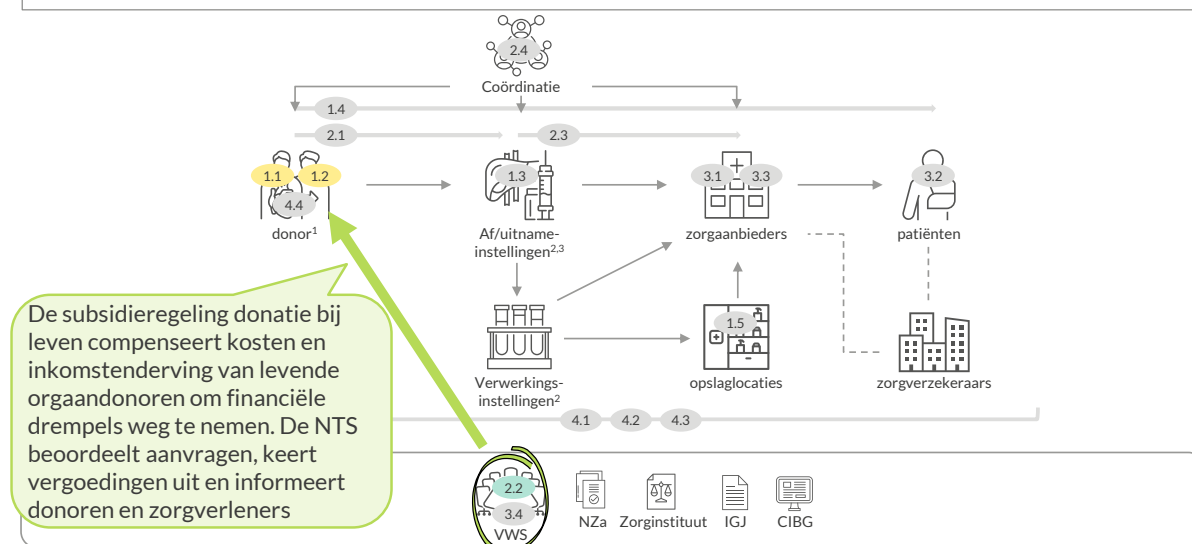 2.4
Coördinatie
1.4
2.1
2.3
1.1
1.2
4.4
donor¹
1.3
Af/uitname-
instellingen²,³
3.1
3.3
zorgaanbieders
3.2
patiënten
De subsidieregeling donatie bij
leven compenseert kosten en
inkomstenderving van levende
orgaandonoren om financiële
drempels weg te nemen. De NTS
beoordeelt aanvragen, keert
vergoedingen uit en informeert
donoren en zorgverleners
Verwerkings-
instellingen²
1.5
opslaglocaties
zorgverzekeraars
4.1
4.2
4.3
2.2
3.4
VWS
NZa
Zorginstituut
IGJ
CIBG